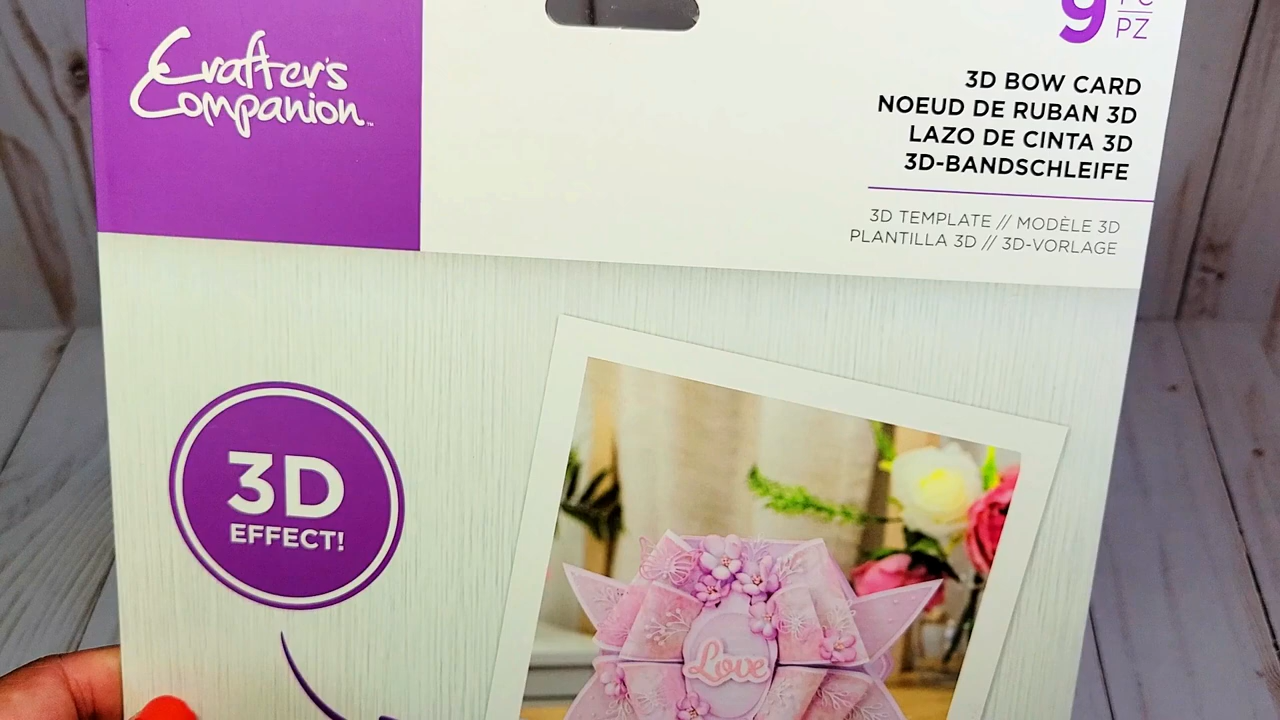 Crafter's
Companion™
9
PZ
3D BOW CARD
NOEUD DE RUBAN 3D
LAZO DE CINTA 3D
3D-BANDSCHLEIFE
3D TEMPLATE // MODÈLE 3D
PLANTILLA 3D // 3D-VORLAGE
3D
EFFECT!
Love